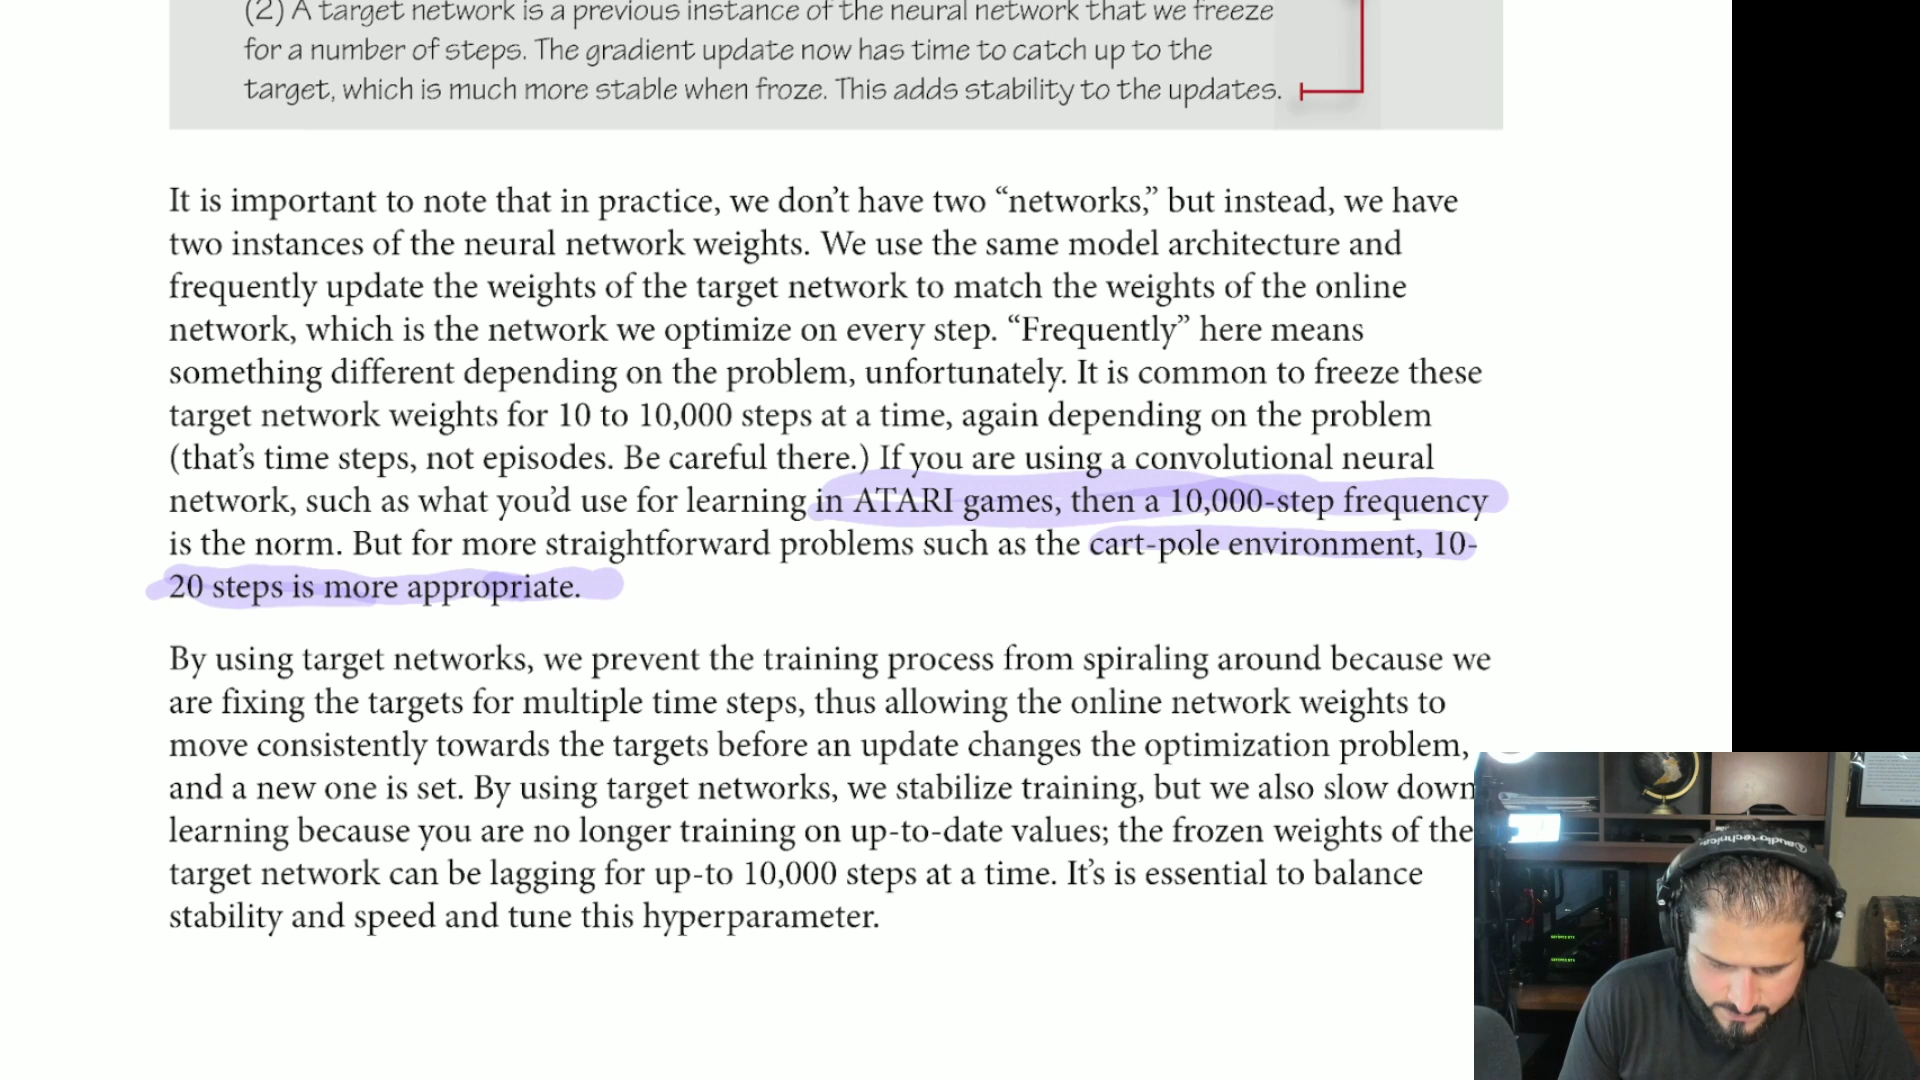 (2) A target network is a previous instance of the neural network that we freeze
for a number of steps. The gradient update now has time to catch up to the
target, which is much more stable when froze. This adds stability to the updates.
It is important to note that in practice, we don’t have two “networks,” but instead, we have
two instances of the neural network weights. We use the same model architecture and
frequently update the weights of the target network to match the weights of the online
network, which is the network we optimize on every step. “Frequently” here means
something different depending on the problem, unfortunately. It is common to freeze these
target network weights for 10 to 10,000 steps at a time, again depending on the problem
(that’s time steps, not episodes. Be careful there.) If you are using a convolutional neural
network, such as what you’d use for learning in ATARI games, then a 10,000-step frequency
is the norm. But for more straightforward problems such as the cart-pole environment, 10-
20 steps is more appropriate.
By using target networks, we prevent the training process from spiraling around because we
are fixing the targets for multiple time steps, thus allowing the online network weights to
move consistently towards the targets before an update changes the optimization problem,
and a new one is set. By using target networks, we stabilize training, but we also slow down
learning because you are no longer training on up-to-date values; the frozen weights of the
target network can be lagging for up-to 10,000 steps at a time. It’s is essential to balance
stability and speed and tune this hyperparameter.
audio-technica
GEFORCE RTX
GEFORCE RTX